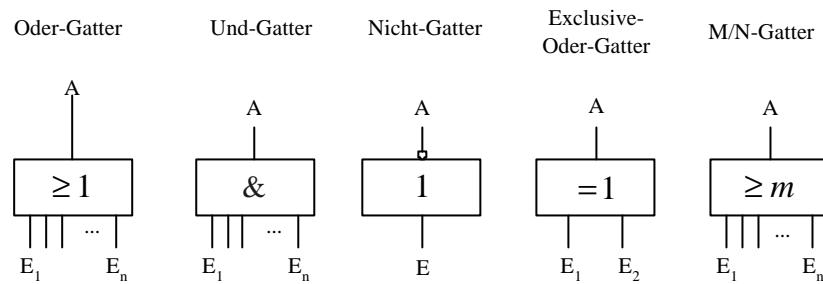 Oder-Gatter
Und-Gatter
Nicht-Gatter
Exclusive-
Oder-Gatter
M/N-Gatter
A
A
A
A
A
≥ 1
&
1
= 1
≥ m
...
...
...
E1
En
E1
En
E
E1
E2
E1
En